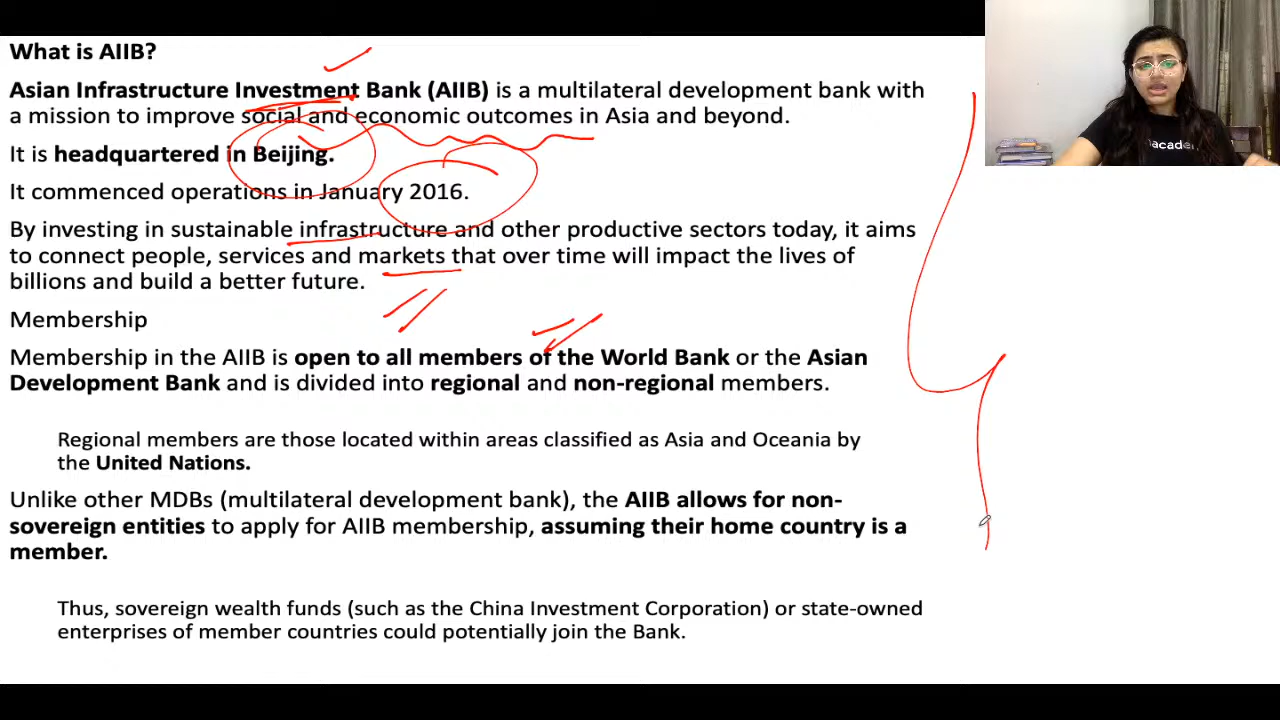 What is AIIB?
Asian Infrastructure Investment Bank (AIIB) is a multilateral development bank with
a mission to improve social and economic outcomes in Asia and beyond.
It is headquartered in Beijing.
It commenced operations in January 2016.
By investing in sustainable infrastructure and other productive sectors today, it aims
to connect people, services and markets that over time will impact the lives of
billions and build a better future.
Membership
Membership in the AIIB is open to all members of the World Bank or the Asian
Development Bank and is divided into regional and non-regional members.
Regional members are those located within areas classified as Asia and Oceania by
the United Nations.
Unlike other MDBs (multilateral development bank), the AIIB allows for non-
sovereign entities to apply for AIIB membership, assuming their home country is a
member.
Thus, sovereign wealth funds (such as the China Investment Corporation) or state-owned
enterprises of member countries could potentially join the Bank.